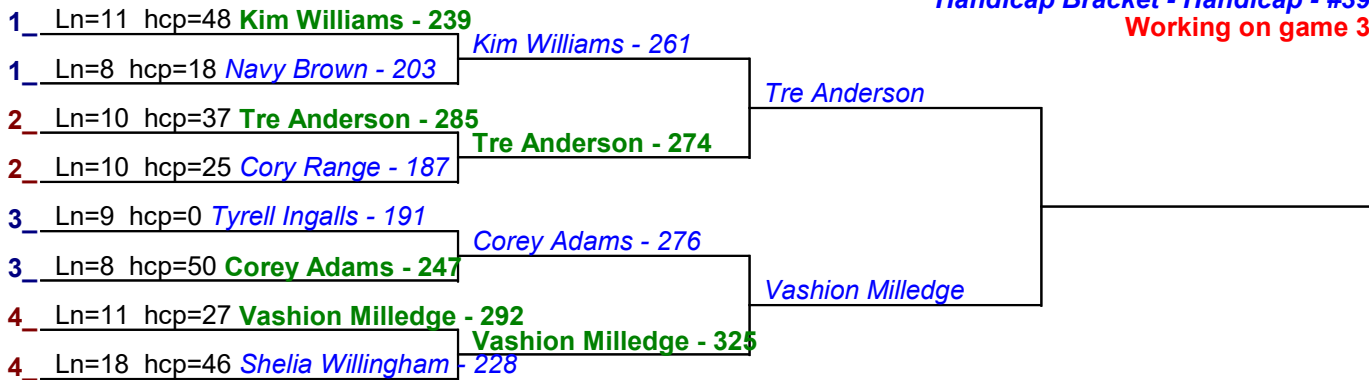 Handicap Bracket - Handicap - #39
Working on game 3
1_ Ln=11 hcp=48 Kim Williams - 239
Kim Williams - 261
1_ Ln=8 hcp=18 Navy Brown - 203
Tre Anderson
2_ Ln=10 hcp=37 Tre Anderson - 285
Tre Anderson - 274
2_ Ln=10 hcp=25 Cory Range - 187
3_ Ln=9 hcp=0 Tyrell Ingalls - 191
Corey Adams - 276
3_ Ln=8 hcp=50 Corey Adams - 247
Vashion Milledge
4_ Ln=11 hcp=27 Vashion Milledge - 292
Vashion Milledge - 325
4_ Ln=18 hcp=46 Shelia Willingham - 228